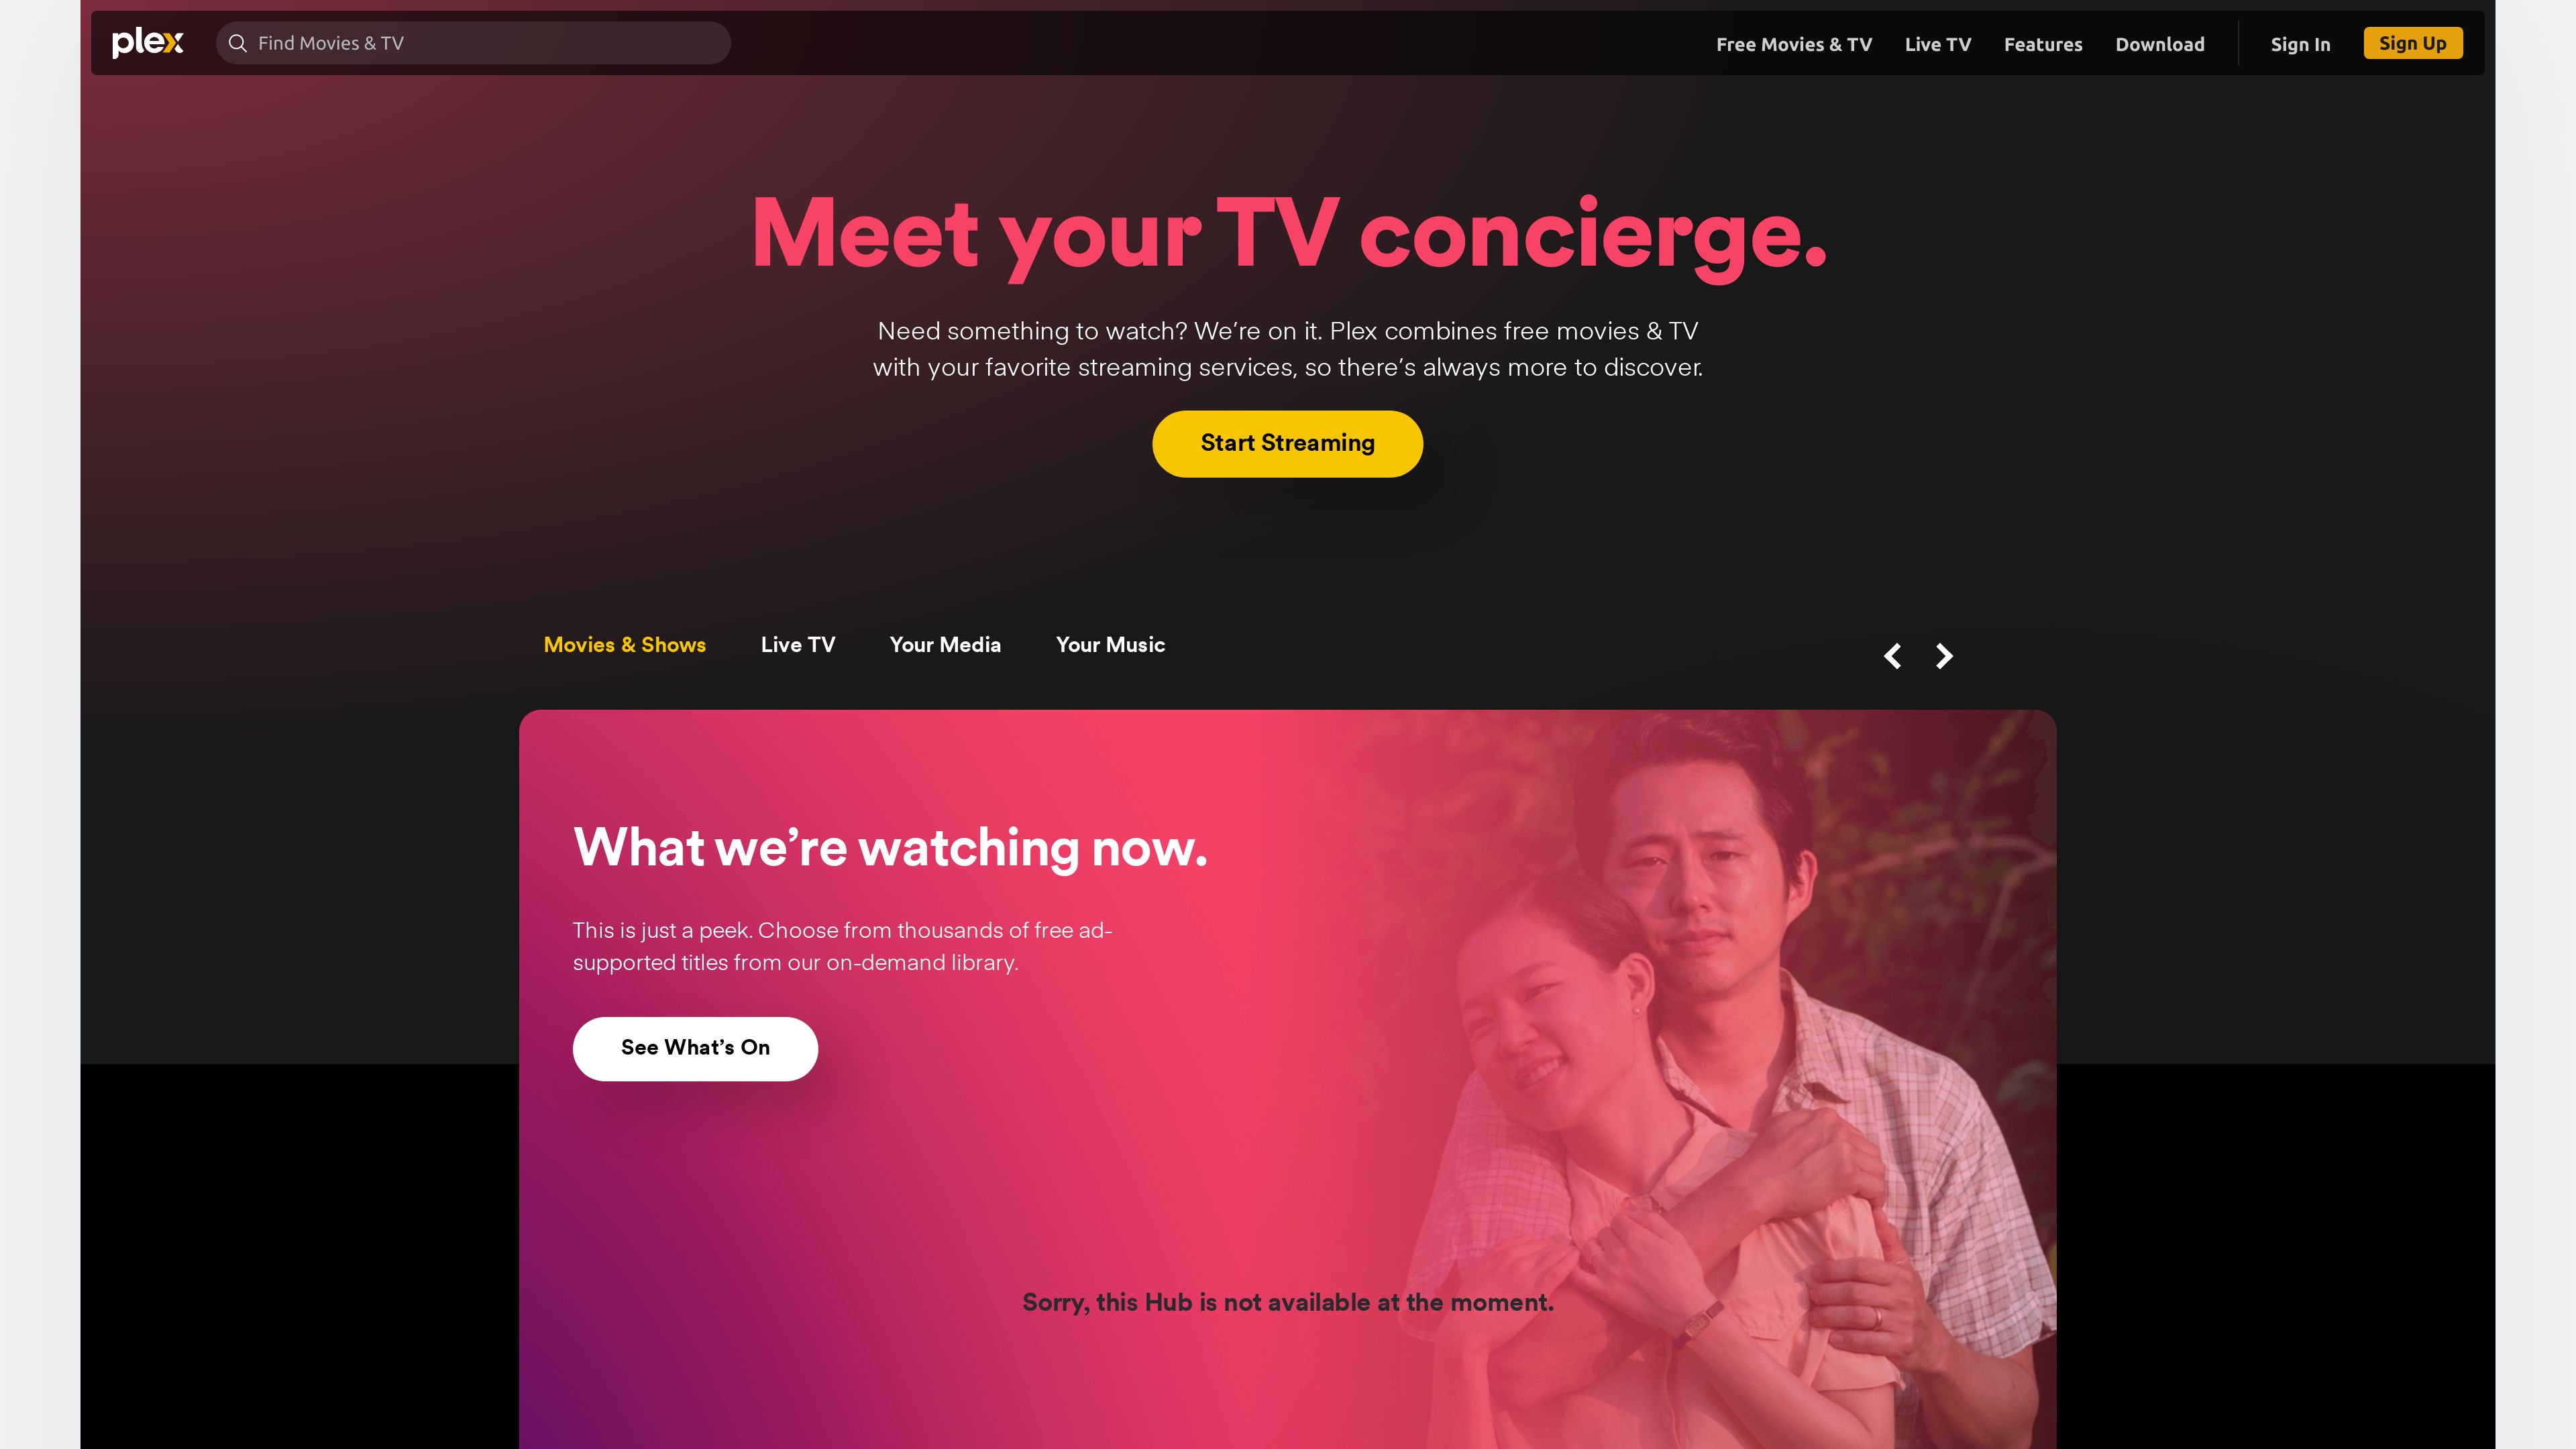 plex
Find Movies & TV
Free Movies & TV
Live TV
Features
Download
Sign In
Sign Up
Meet your TV concierge.
Need something to watch? We’re on it. Plex combines free movies & TV
with your favorite streaming services, so there’s always more to discover.
Start Streaming
Movies & Shows
Live TV
Your Media
Your Music
What we’re watching now.
This is just a peek. Choose from thousands of free ad-
supported titles from our on-demand library.
See What’s On
Sorry, this Hub is not available at the moment.